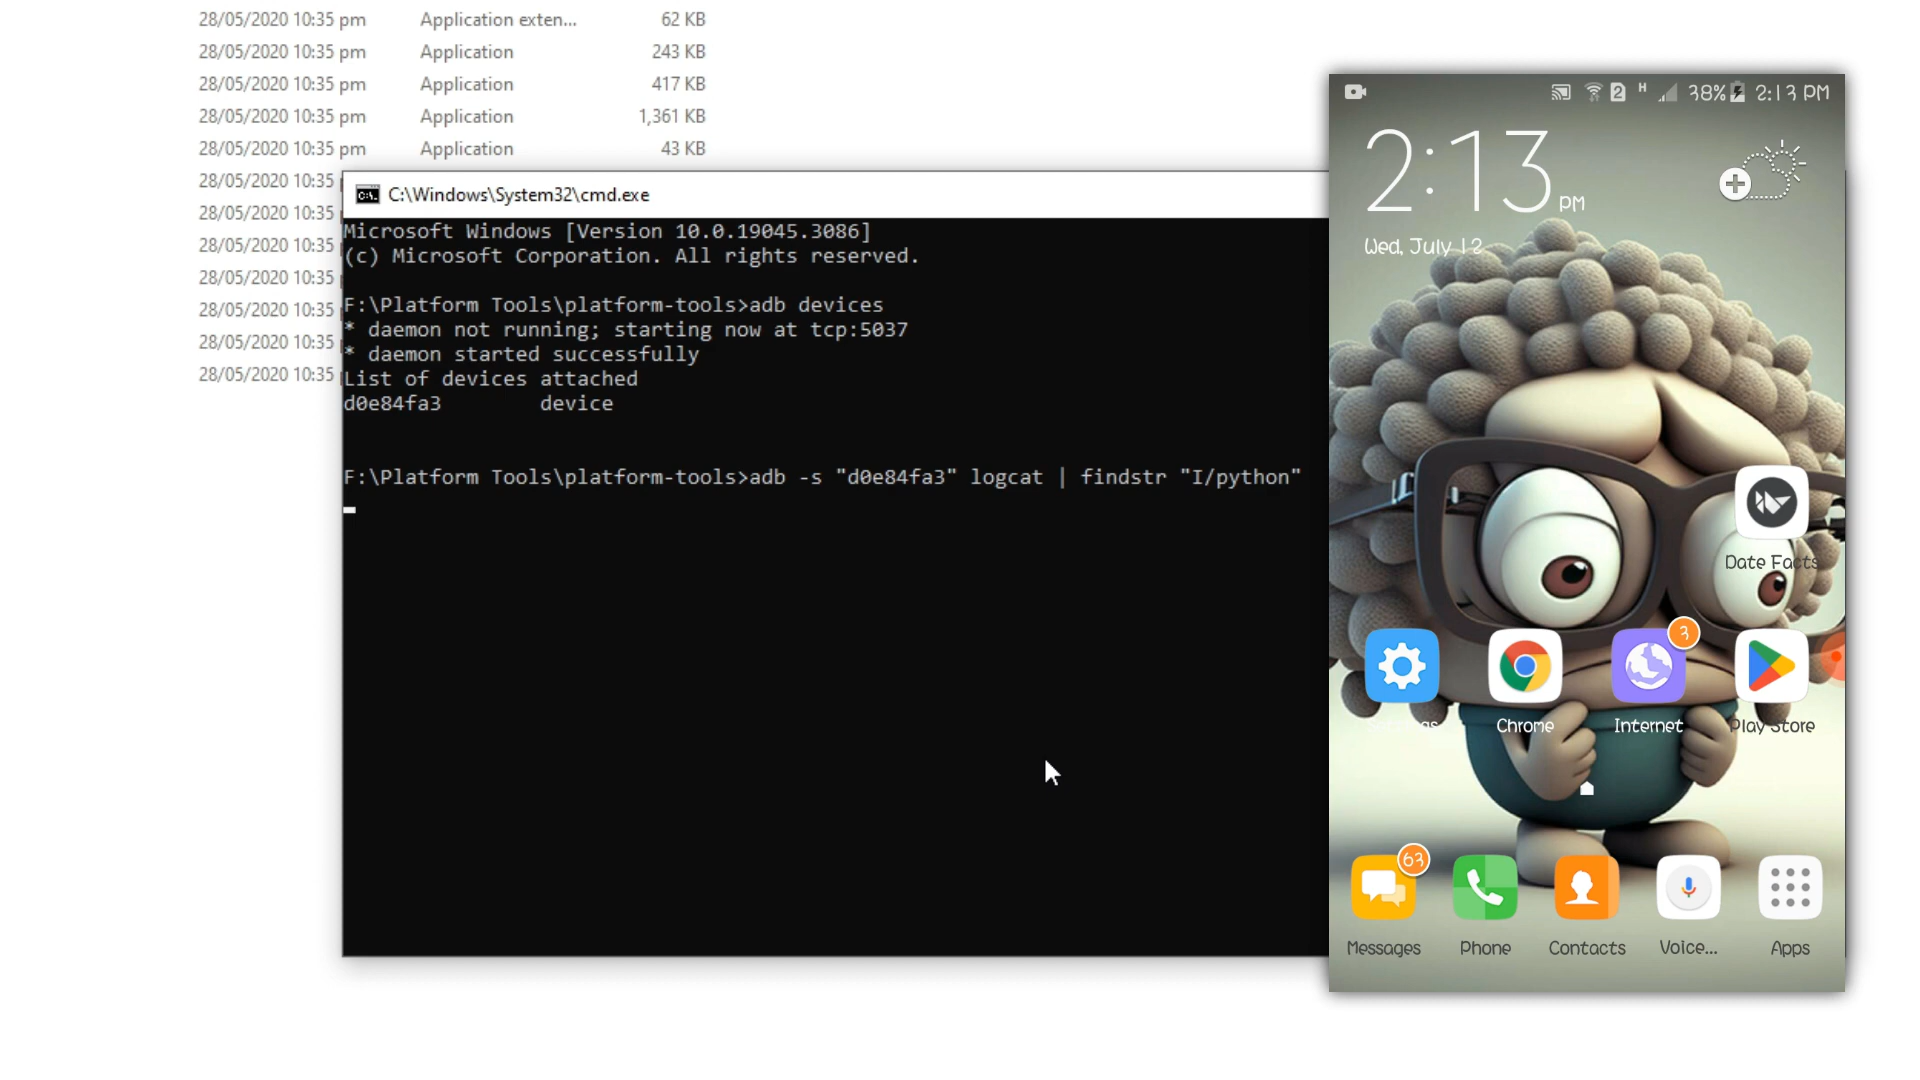 28/05/2020 10:35 pm Application exten... 62 KB
28/05/2020 10:35 pm Application 243 KB
28/05/2020 10:35 pm Application 417 KB
28/05/2020 10:35 pm Application 1,361 KB
28/05/2020 10:35 pm Application 43 KB
28/05/2020 10:35
28/05/2020 10:35
28/05/2020 10:35
28/05/2020 10:35
28/05/2020 10:35
28/05/2020 10:35
28/05/2020 10:35
C:\Windows\System32\cmd.exe
Microsoft Windows [Version 10.0.19045.3086]
(c) Microsoft Corporation. All rights reserved.
F:\Platform Tools\platform-tools>adb devices
* daemon not running; starting now at tcp:5037
* daemon started successfully
List of devices attached
d0e84fa3 device
F:\Platform Tools\platform-tools>adb -s "d0e84fa3" logcat | findstr "I/python"
2 H 38% 2:13 PM
2:13 PM
Wed, July 12
Date Facts
3
Chrome Internet Play Store
63
Messages Phone Contacts Voice... Apps